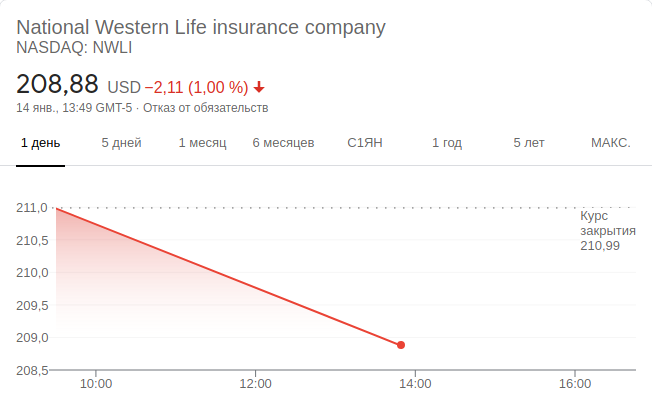 National Western Life insurance company
NASDAQ: NWLI
208,88 USD −2,11 (1,00 %)
14 янв., 13:49 GMT-5 · Отказ от обязательств
1 день 5 дней 1 месяц 6 месяцев С1ЯН 1 год 5 лет МАКС.
211,0
Курс
закрытия
210,99
210,5
210,0
209,5
209,0
208,5
10:00 12:00 14:00 16:00